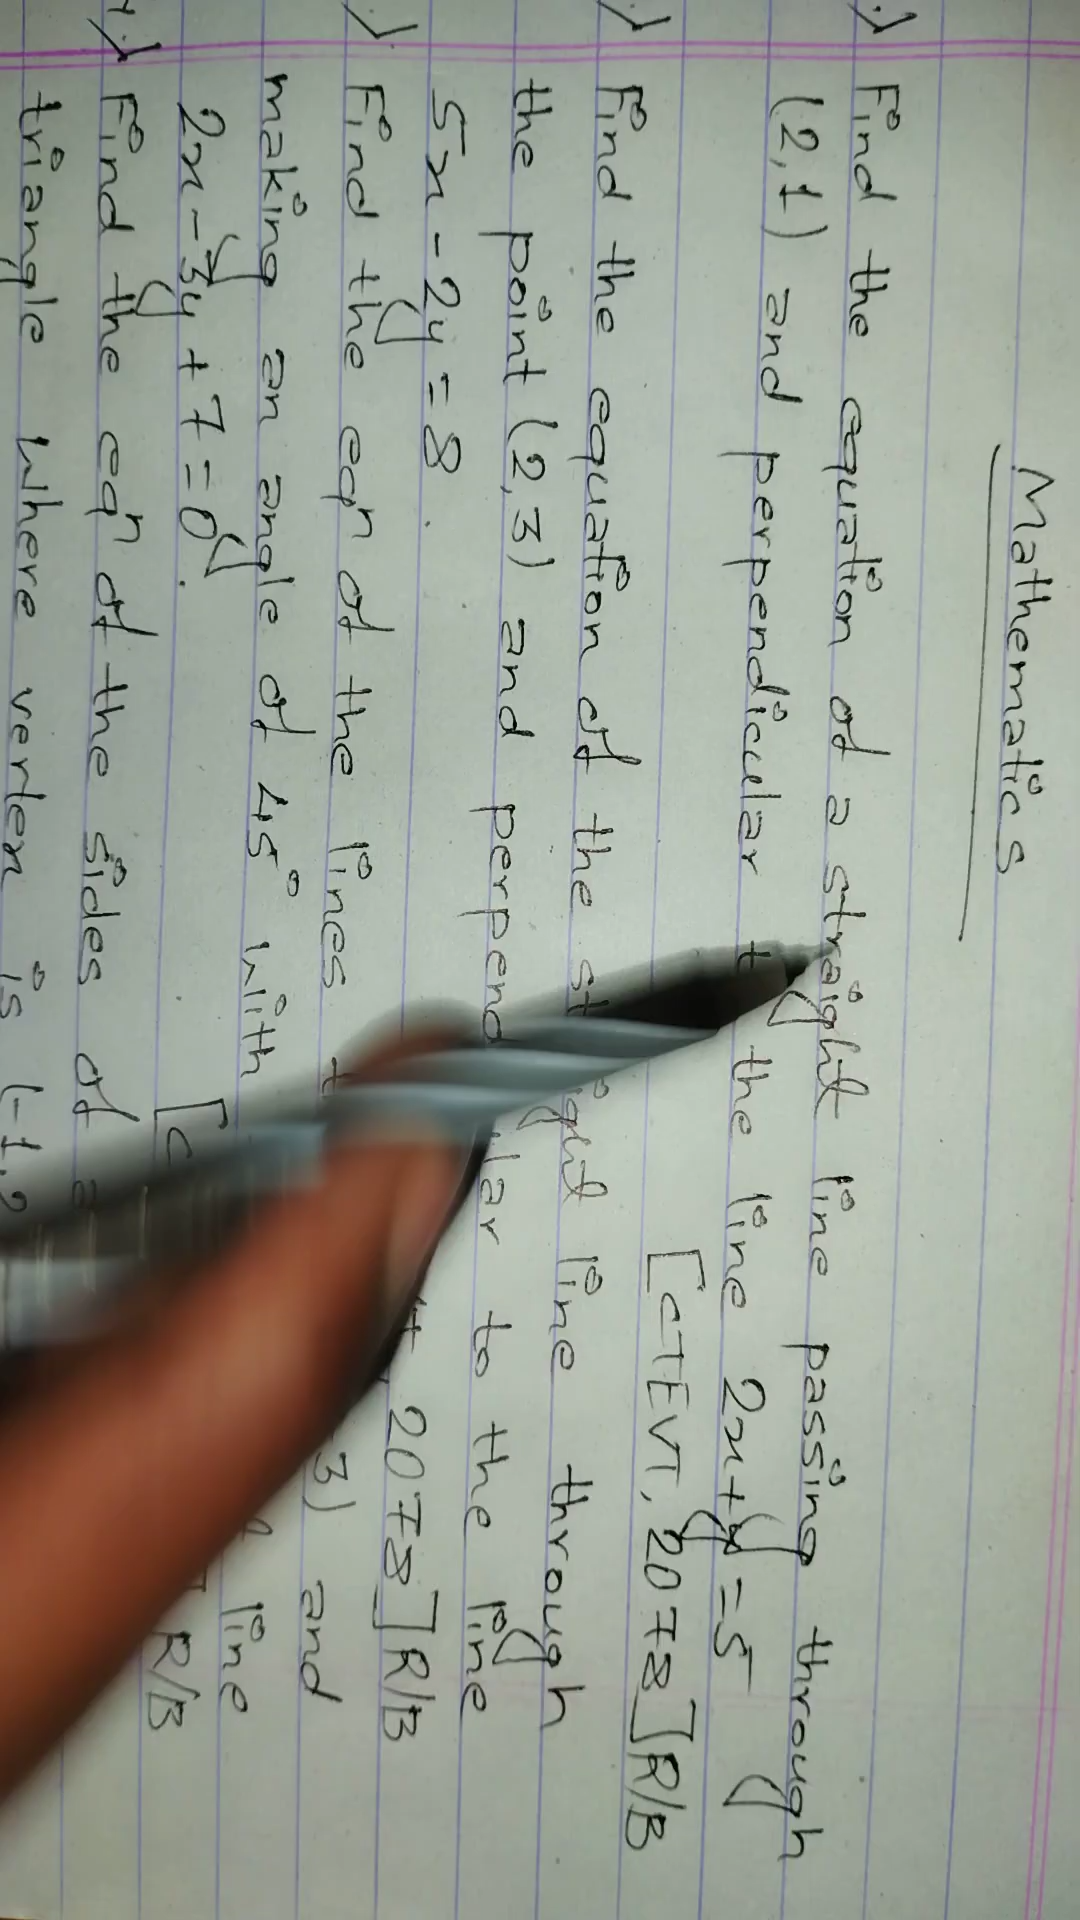 Mathematics
.) Find the equation of a straight line passing through
(2,1) and perpendicular the line 2x+y=5
[CTEVT, 2078] R/B
.) Find the equation of the line through
the point (2,3) and to the line
5x-2y=8. 2078] R/B
.) Find the eqn of the lines 3) and
making an angle of 45° with line
2x-3y+7=0. R/B
.) Find the eqn of the sides of
triangle where vertex is (-1,2